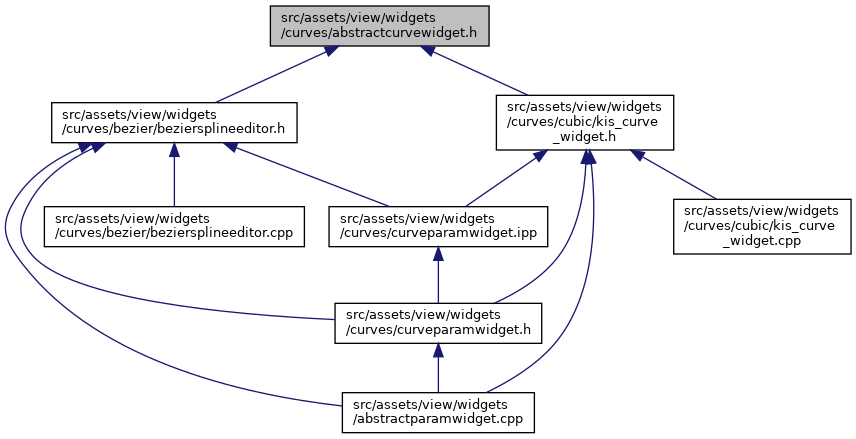 src/assets/view/widgets
/curves/abstractcurvewidget.h
src/assets/view/widgets
/curves/bezier/beziersplineeditor.h
src/assets/view/widgets
/curves/cubic/kis_curve
_widget.h
src/assets/view/widgets
/curves/bezier/beziersplineeditor.cpp
src/assets/view/widgets
/curves/curveparamwidget.ipp
src/assets/view/widgets
/curves/cubic/kis_curve
_widget.cpp
src/assets/view/widgets
/curves/curveparamwidget.h
src/assets/view/widgets
/abstractparamwidget.cpp